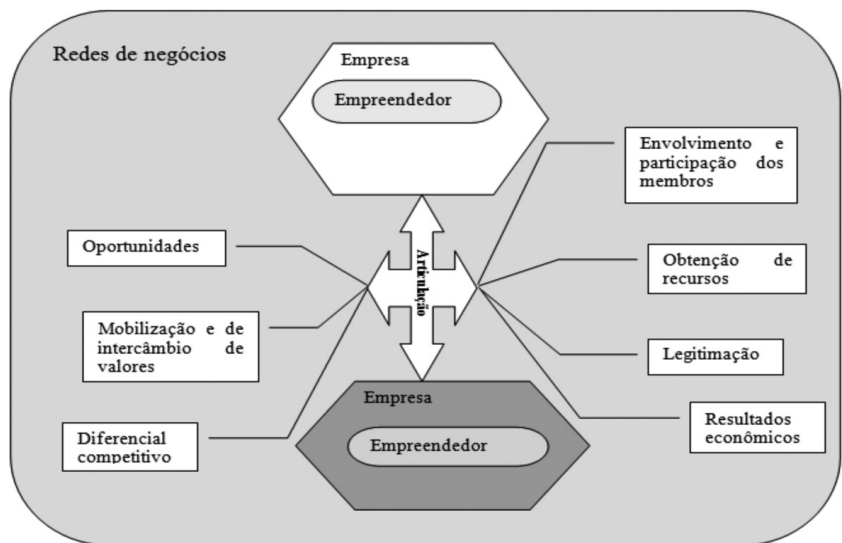 Redes de negócios
Empresa
Empreendedor
Envolvimento e
participação dos
membros
Oportunidades
Articulação
Obtenção de
recursos
Mobilização e de
intercâmbio de
valores
Legitimação
Empresa
Empreendedor
Diferencial
competitivo
Resultados
econômicos